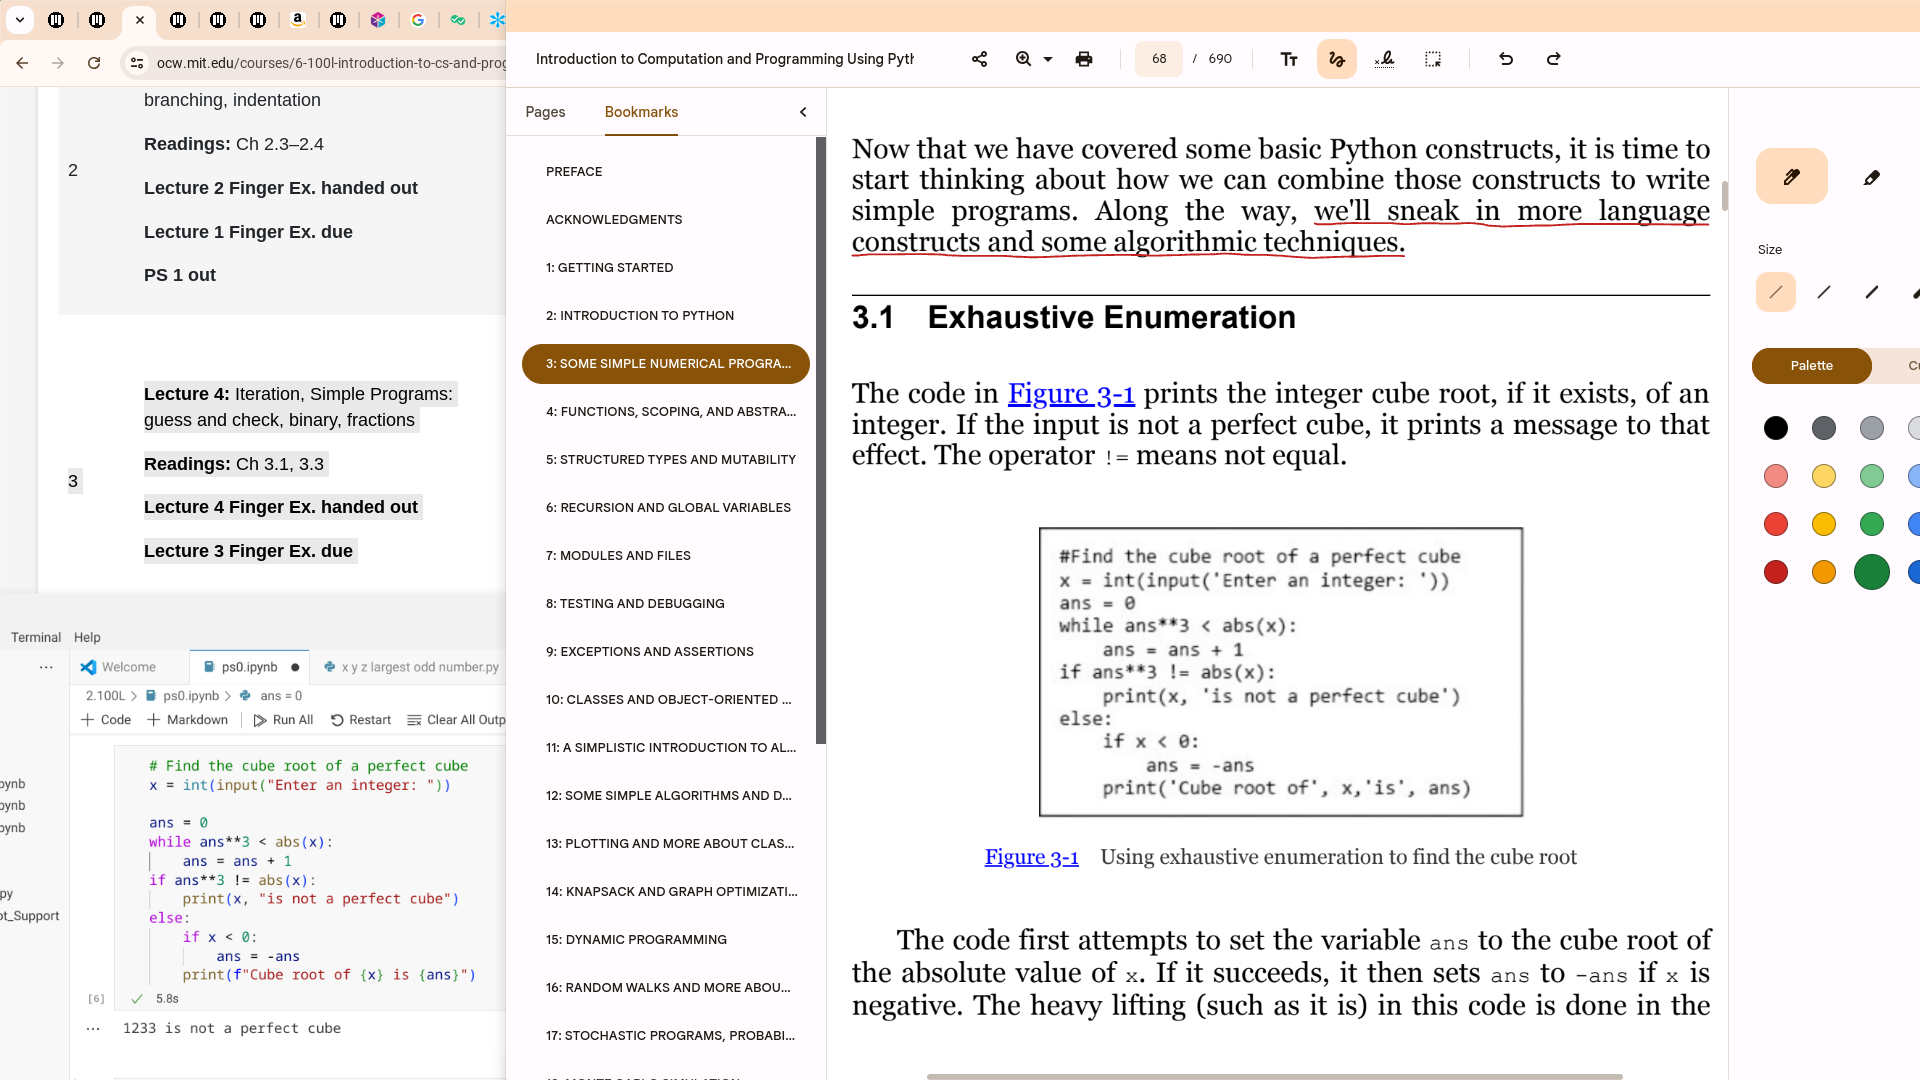 ocw.mit.edu/courses/6-100l-introduction-to-cs-and-prog
branching, indentation
Readings: Ch 2.3–2.4
2
Lecture 2 Finger Ex. handed out
Lecture 1 Finger Ex. due
PS 1 out
Lecture 4: Iteration, Simple Programs:
guess and check, binary, fractions
Readings: Ch 3.1, 3.3
3
Lecture 4 Finger Ex. handed out
Lecture 3 Finger Ex. due
Terminal Help
Welcome ps0.ipynb x y z largest odd number.py
2.100L > ps0.ipynb > ans = 0
+ Code + Markdown Run All Restart Clear All Outp
pynb
pynb
pynb
py
ot_Support
# Find the cube root of a perfect cube
x = int(input("Enter an integer: "))
ans = 0
while ans**3 < abs(x):
ans = ans + 1
if ans**3 != abs(x):
print(x, "is not a perfect cube")
else:
if x < 0:
ans = -ans
print(f"Cube root of {x} is {ans}")
[6] 5.8s
1233 is not a perfect cube
Introduction to Computation and Programming Using Pyth
68 / 690
Pages Bookmarks
PREFACE
ACKNOWLEDGMENTS
1: GETTING STARTED
2: INTRODUCTION TO PYTHON
3: SOME SIMPLE NUMERICAL PROGRA...
4: FUNCTIONS, SCOPING, AND ABSTRA...
5: STRUCTURED TYPES AND MUTABILITY
6: RECURSION AND GLOBAL VARIABLES
7: MODULES AND FILES
8: TESTING AND DEBUGGING
9: EXCEPTIONS AND ASSERTIONS
10: CLASSES AND OBJECT-ORIENTED ...
11: A SIMPLISTIC INTRODUCTION TO AL...
12: SOME SIMPLE ALGORITHMS AND D...
13: PLOTTING AND MORE ABOUT CLAS...
14: KNAPSACK AND GRAPH OPTIMIZATI...
15: DYNAMIC PROGRAMMING
16: RANDOM WALKS AND MORE ABOU...
17: STOCHASTIC PROGRAMS, PROBABI...
Now that we have covered some basic Python constructs, it is time to
start thinking about how we can combine those constructs to write
simple programs. Along the way, we'll sneak in more language
constructs and some algorithmic techniques.
3.1 Exhaustive Enumeration
The code in Figure 3-1 prints the integer cube root, if it exists, of an
integer. If the input is not a perfect cube, it prints a message to that
effect. The operator != means not equal.
#Find the cube root of a perfect cube
x = int(input('Enter an integer: '))
ans = 0
while ans**3 < abs(x):
ans = ans + 1
if ans**3 != abs(x):
print(x, 'is not a perfect cube')
else:
if x < 0:
ans = -ans
print('Cube root of', x,'is', ans)
Figure 3-1 Using exhaustive enumeration to find the cube root
The code first attempts to set the variable ans to the cube root of
the absolute value of x. If it succeeds, it then sets ans to -ans if x is
negative. The heavy lifting (such as it is) in this code is done in the
Size
Palette Cu